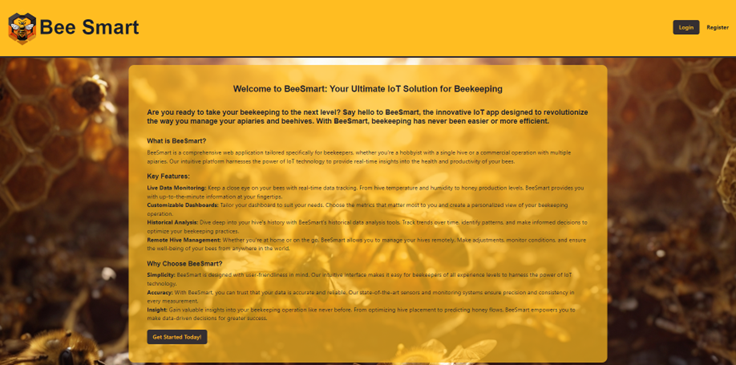 Bee Smart
Login
Register
Welcome to BeeSmart: Your Ultimate IoT Solution for Beekeeping
Are you ready to take your beekeeping to the next level? Say hello to BeeSmart, the innovative IoT app designed to revolutionize
the way you manage your apiaries and beehives. With BeeSmart, beekeeping has never been easier or more efficient.
What is BeeSmart?
BeeSmart is a comprehensive web application tailored specifically for beekeepers, whether you're a hobbyist with a single hive or a commercial operation with multiple
apiaries. Our intuitive platform harnesses the power of IoT technology to provide real-time insights into the health and productivity of your bees.
Key Features:
Live Data Monitoring: Keep a close eye on your bees with real-time data tracking. From hive temperature and humidity to honey production levels, BeeSmart provides you
with up-to-the-minute information at your fingertips.
Customizable Dashboards: Tailor your dashboard to suit your needs. Choose the metrics that matter most to you and create a personalized view of your beekeeping
operation.
Historical Analysis: Dive deep into your hive's history with BeeSmart's historical data analysis tools. Track trends over time, identify patterns, and make informed decisions to
optimize your beekeeping practices.
Remote Hive Management: Whether you're at home or on the go, BeeSmart allows you to manage your hives remotely. Make adjustments, monitor conditions, and ensure
the well-being of your bees from anywhere in the world.
Why Choose BeeSmart?
Simplicity: BeeSmart is designed with user-friendliness in mind. Our intuitive interface makes it easy for beekeepers of all experience levels to harness the power of IoT
technology.
Accuracy: With BeeSmart, you can trust that your data is accurate and reliable. Our state-of-the-art sensors and monitoring systems ensure precision and consistency in
every measurement.
Insight: Gain valuable insights into your beekeeping operation like never before. From optimizing hive placement to predicting honey flows, BeeSmart empowers you to
make data-driven decisions for greater success.
Get Started Today!